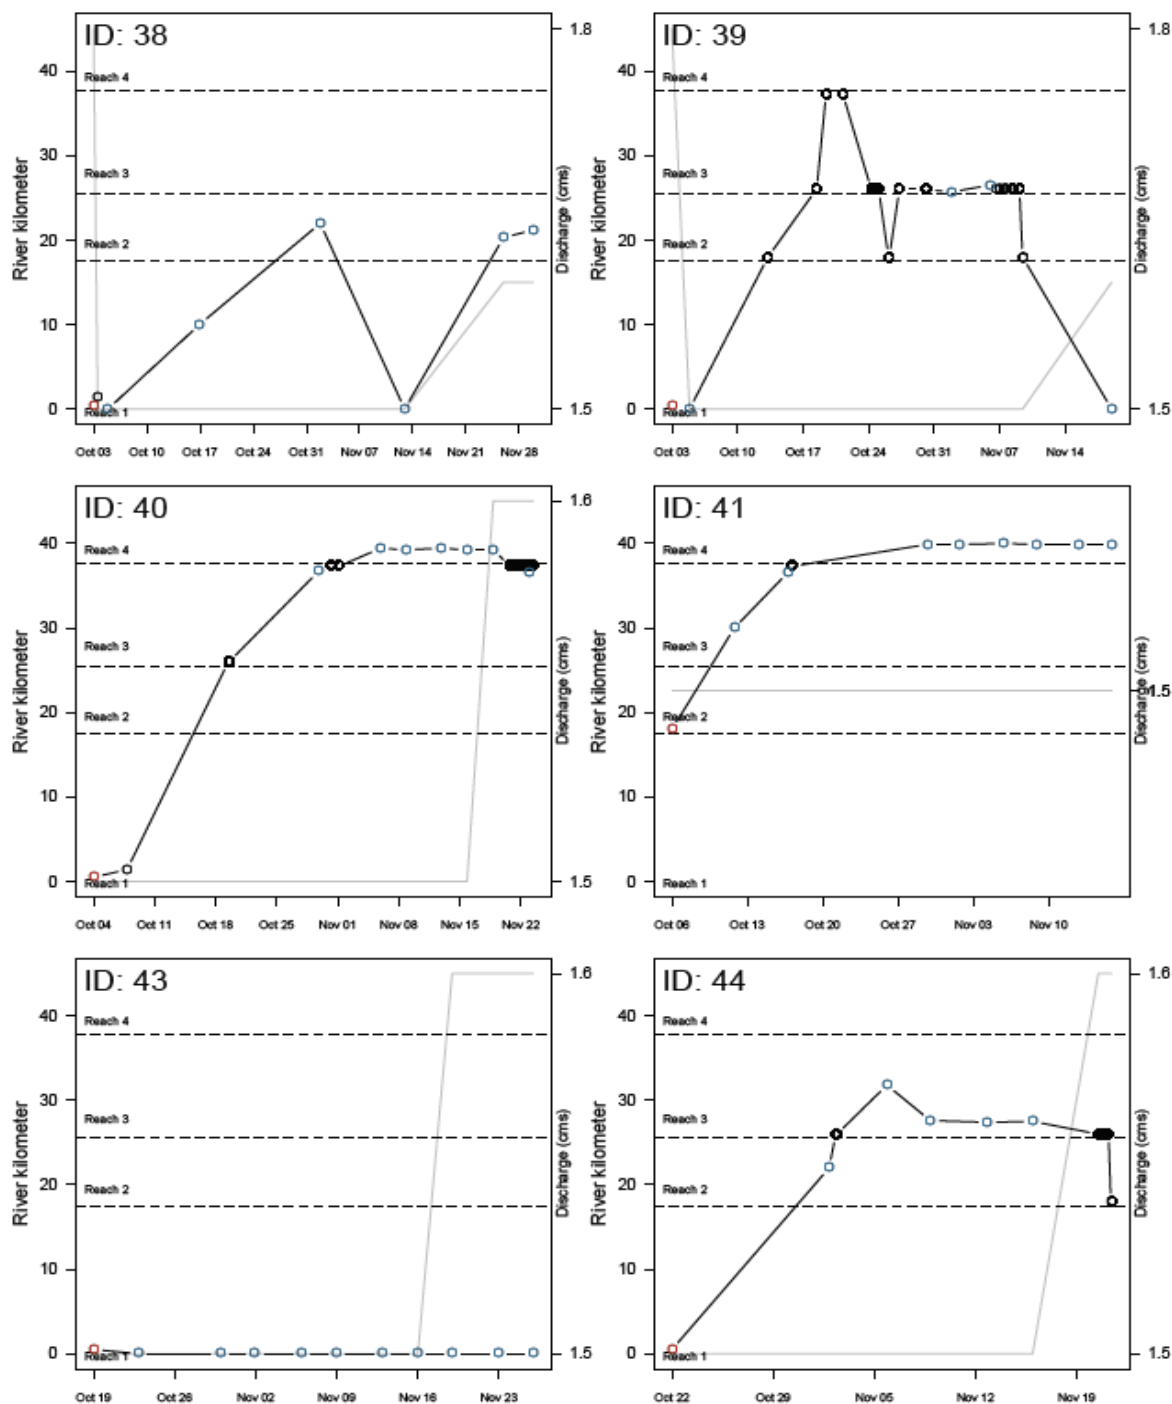 ID: 38
1.8
40
Reach 4
30
Reach 3
River kilometer
Discharge (cms)
20
Reach 2
10
0
Reach 1
1.5
Oct 03 Oct 10 Oct 17 Oct 24 Oct 31 Nov 07 Nov 14 Nov 21 Nov 28
ID: 39
1.8
40
Reach 4
30
Reach 3
River kilometer
Discharge (cms)
20
Reach 2
10
0
Reach 1
1.5
Oct 03 Oct 10 Oct 17 Oct 24 Oct 31 Nov 07 Nov 14
ID: 40
1.6
40
Reach 4
30
Reach 3
River kilometer
Discharge (cms)
20
Reach 2
10
0
Reach 1
1.5
Oct 04 Oct 11 Oct 18 Oct 25 Nov 01 Nov 08 Nov 15 Nov 22
ID: 41
40
Reach 4
30
Reach 3
River kilometer
Discharge (cms)
1.5
20
Reach 2
10
0
Reach 1
Oct 06 Oct 13 Oct 20 Oct 27 Nov 03 Nov 10
ID: 43
1.6
40
Reach 4
30
Reach 3
River kilometer
Discharge (cms)
20
Reach 2
10
0
Reach 1
1.5
Oct 19 Oct 26 Nov 02 Nov 09 Nov 16 Nov 23
ID: 44
1.6
40
Reach 4
30
Reach 3
River kilometer
Discharge (cms)
20
Reach 2
10
0
Reach 1
1.5
Oct 22 Oct 29 Nov 05 Nov 12 Nov 19